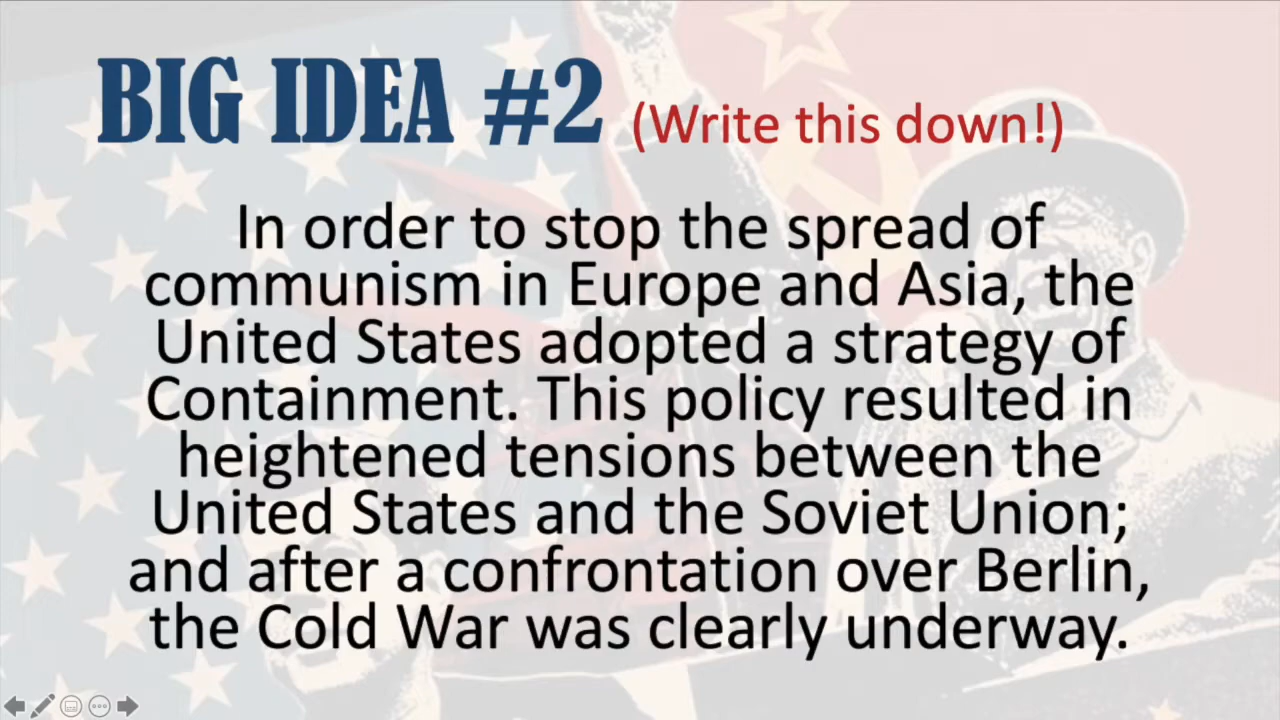 BIG IDEA #2 (Write this down!)
In order to stop the spread of
communism in Europe and Asia, the
United States adopted a strategy of
Containment. This policy resulted in
heightened tensions between the
United States and the Soviet Union;
and after a confrontation over Berlin,
the Cold War was clearly underway.